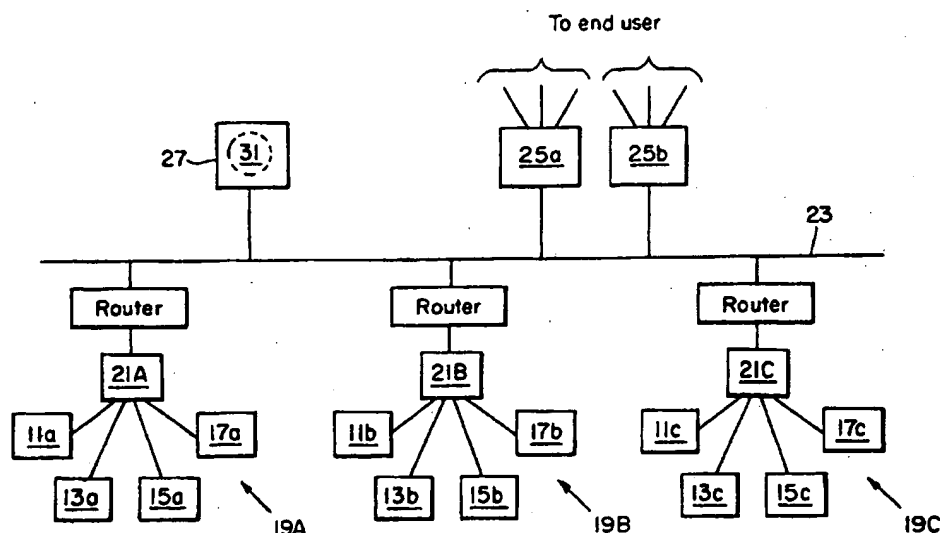 To end user
27
31
25a
25b
23
Router
Router
Router
21A
21B
21C
11a
17a
11b
17b
11c
17c
13a
15a
13b
15b
13c
15c
19A
19B
19C